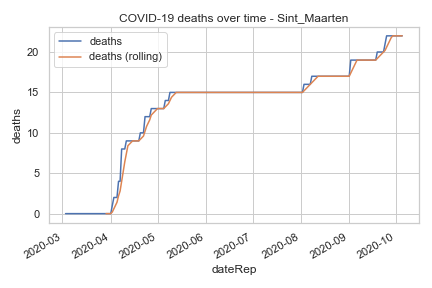 COVID-19 deaths over time - Sint_Maarten
deaths
deaths (rolling)
deaths
20
15
10
5
0
2020-03
2020-04
2020-05
2020-06
2020-07
2020-08
2020-09
2020-10
dateRep